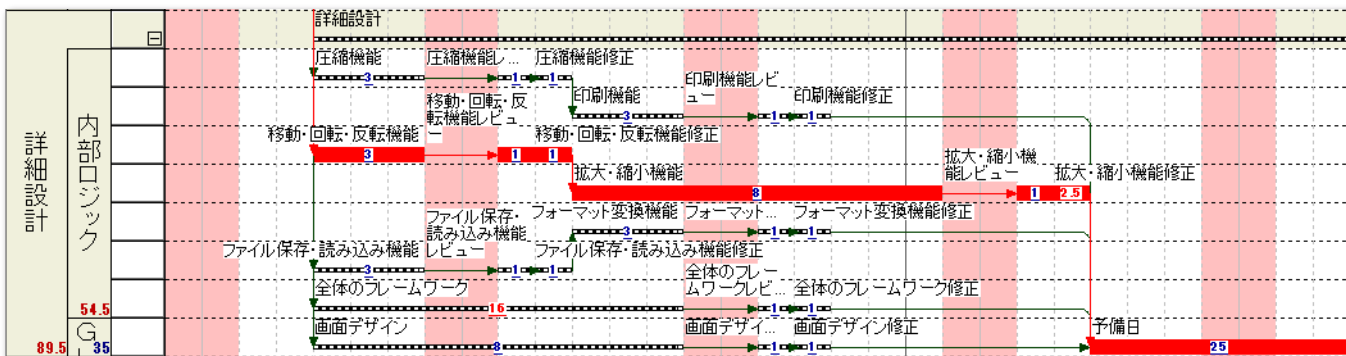 詳細設計
圧縮機能
圧縮機能レ...
圧縮機能修正
3
1
1
印刷機能
印刷機能レビ
ュー
印刷機能修正
3
1
1
移動・回転・反転機能
移動・回転・反
転機能レビュ
ー
移動・回転・反転機能修正
3
1
1
拡大・縮小機能
拡大・縮小機
能レビュー
拡大・縮小機能修正
8
1
2.5
フォーマット変換機能
フォーマット...
フォーマット変換機能修正
3
1
1
ファイル保存・読み込み機能
ファイル保存・
読み込み機能
レビュー
ファイル保存・読み込み機能修正
3
1
1
全体のフレームワーク
全体のフレー
ムワークレビ...
全体のフレームワーク修正
16
1
1
画面デザイン
画面デザイ...
画面デザイン修正
予備日
8
1
1
25
詳細設計
89.5
内部ロジック
54.5
G
35